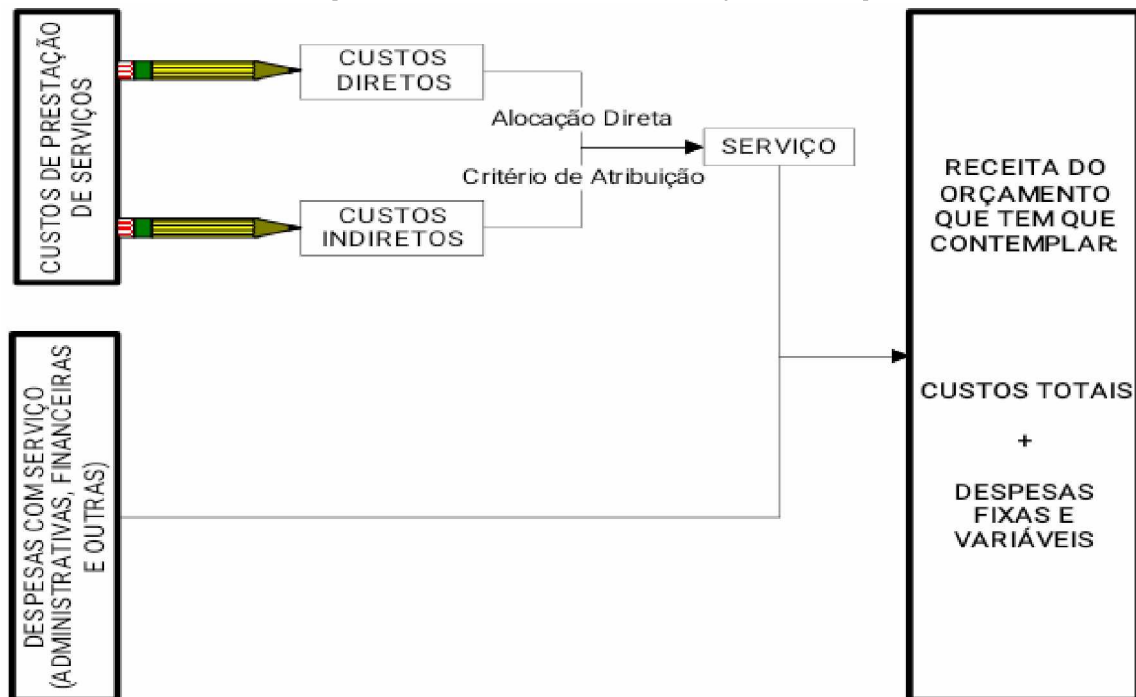 CUSTOS DE PRESTAÇÃO
DE SERVIÇOS
CUSTOS
DIRETOS
Alocação Direta
Critério de Atribuição
CUSTOS
INDIRETOS
SERVIÇO
DESPESAS COM SERVIÇO
(ADMINISTRATIVAS, FINANCEIRAS
E OUTRAS)
RECEITA DO
ORÇAMENTO
QUE TEM QUE
CONTEMPLAR:
CUSTOS TOTAIS
+
DESPESAS
FIXAS E
VARIÁVEIS